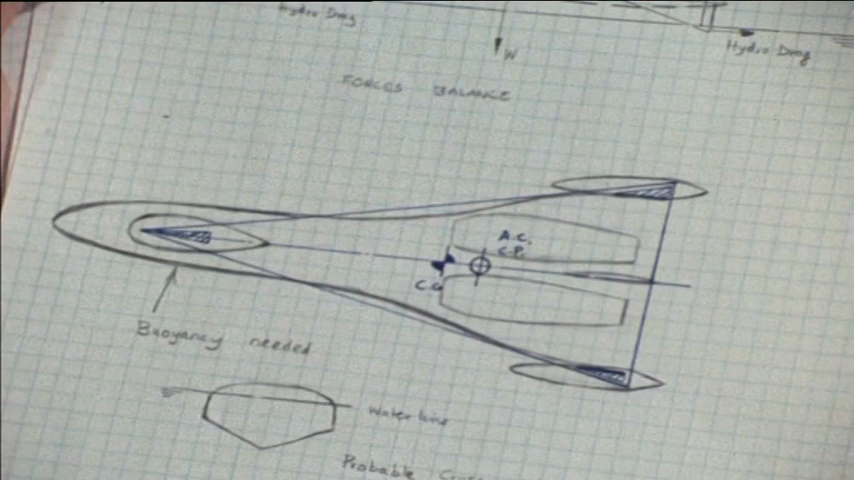 Hydro Drag
W
Hydro Drag
FORCES BALANCE
A.C.
C.P.
C.G
Buoyancy needed
Water line
Probable